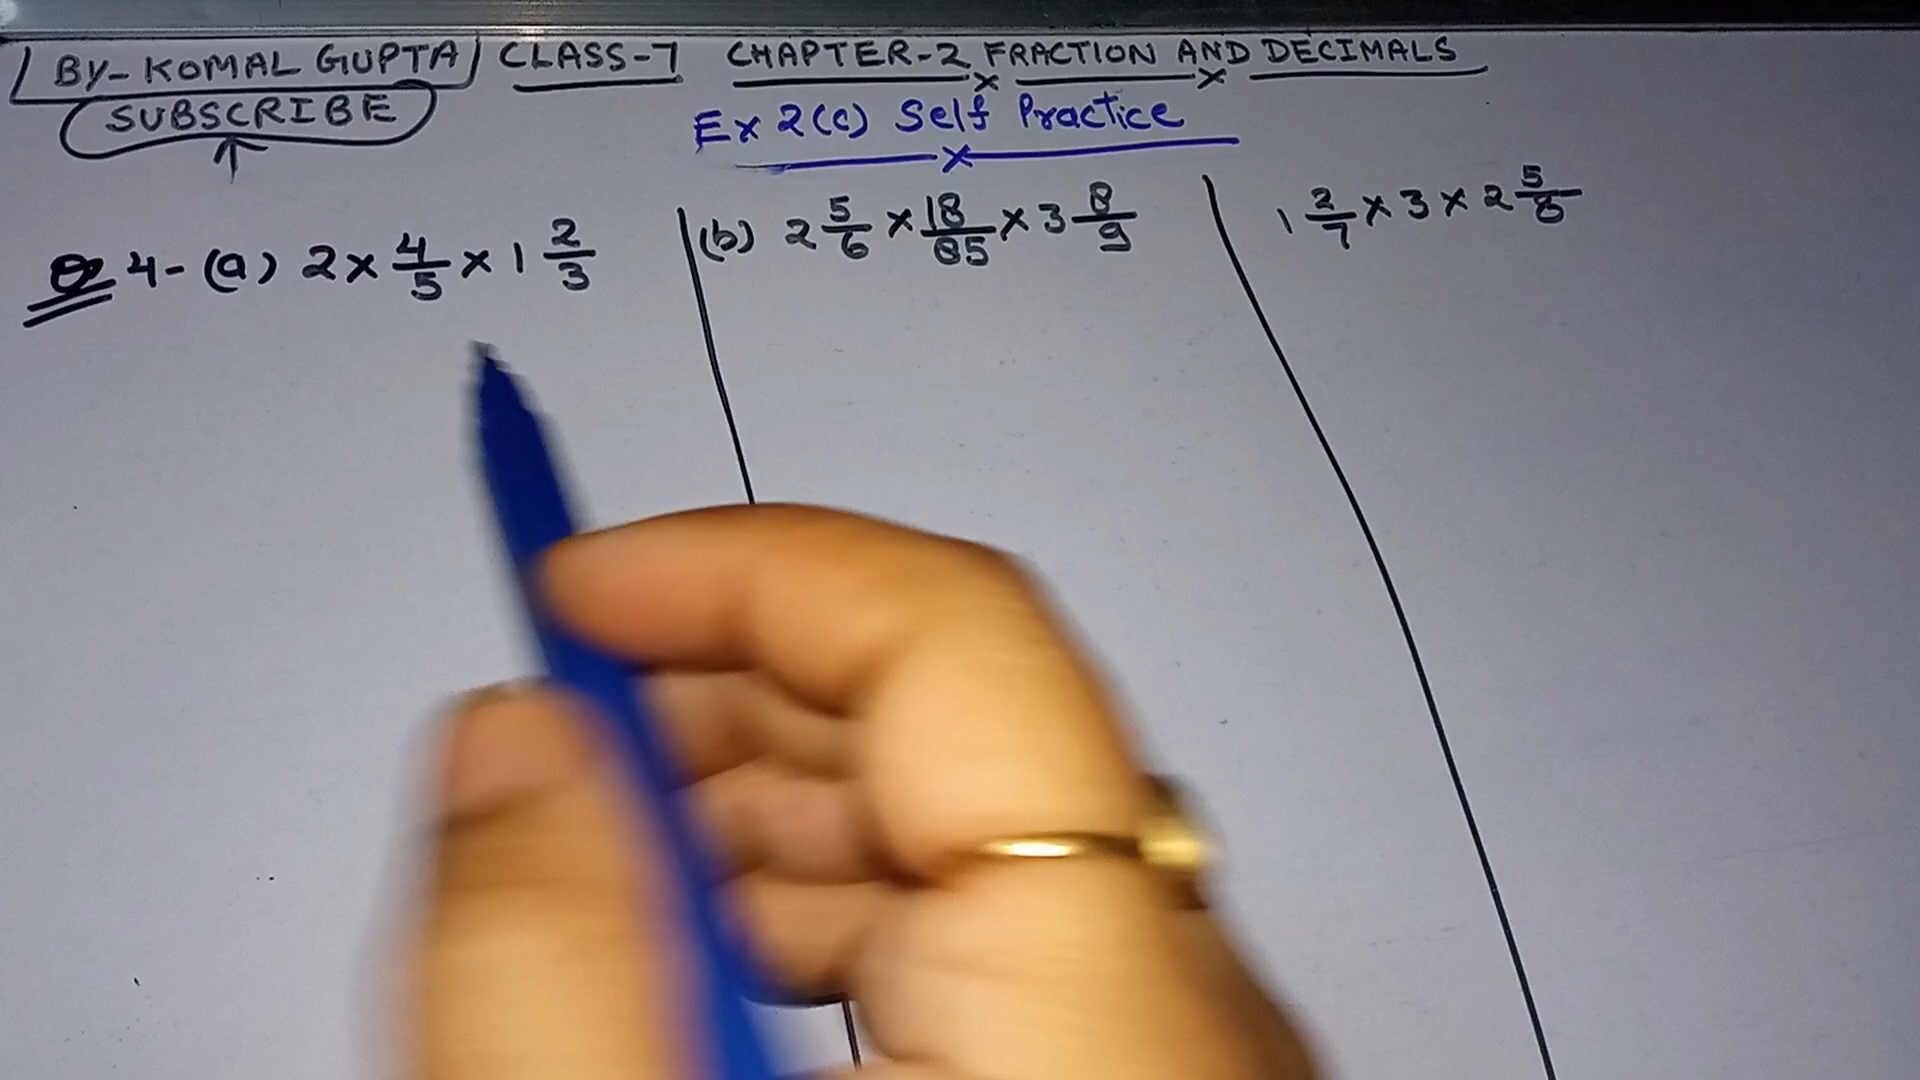 BY-KOMAL GUPTA CLASS-7 CHAPTER-2 FRACTION AND DECIMALS
SUBSCRIBE
Ex 2(c) Self Practice
Q 4- (a) 2 × 4/5 × 1 2/3
(b) 2 5/6 × 18/85 × 3 8/9
1 2/7 × 3 × 2 5/8